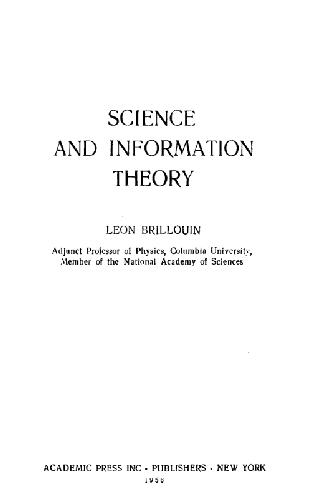 SCIENCE
AND INFORMATION
THEORY
LEON BRILLOUIN
Adjunct Professor of Physics, Columbia University,
Member of the National Academy of Sciences
ACADEMIC PRESS INC • PUBLISHERS • NEW YORK
1956